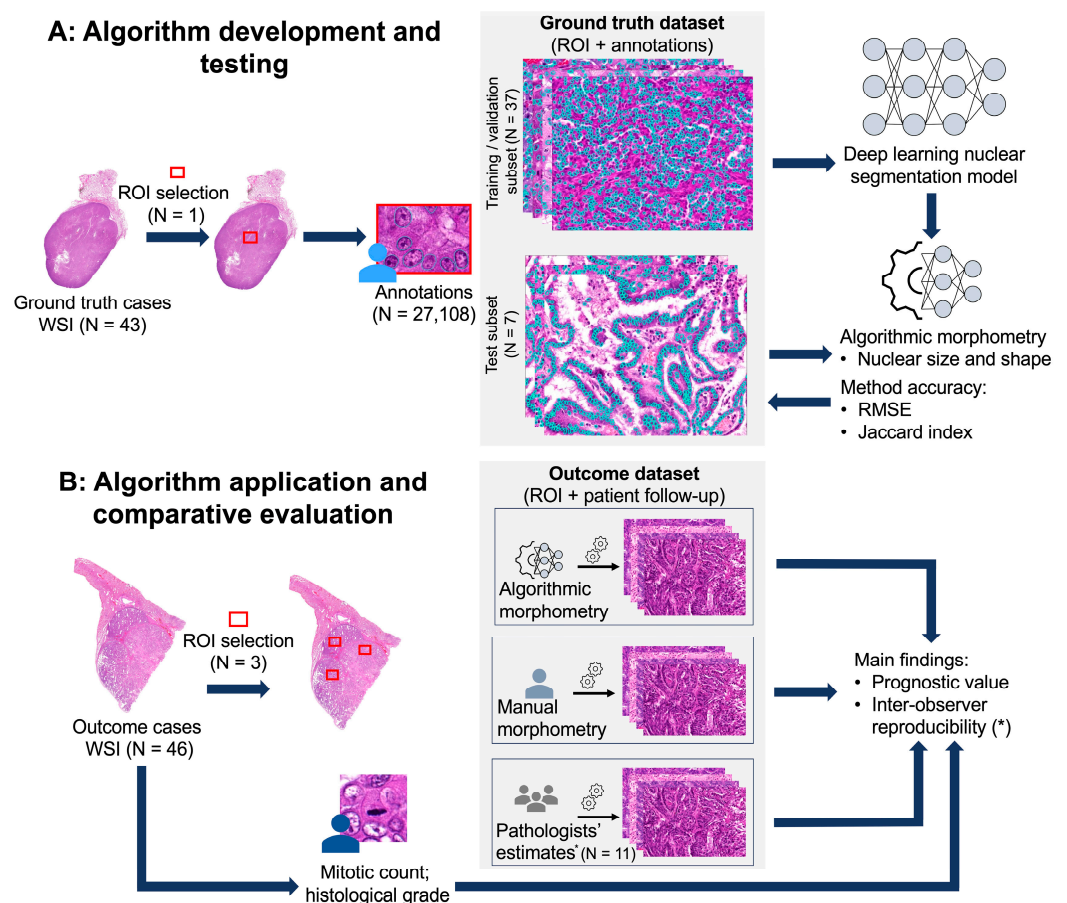 A: Algorithm development and
testing
ROI selection
(N = 1)
Ground truth cases
WSI (N = 43)
Annotations
(N = 27,108)
Ground truth dataset
(ROI + annotations)
Training / validation
subset (N = 37)
Test subset
(N = 7)
Deep learning nuclear
segmentation model
Algorithmic morphometry
• Nuclear size and shape
Method accuracy:
• RMSE
• Jaccard index
B: Algorithm application and
comparative evaluation
ROI selection
(N = 3)
Outcome cases
WSI (N = 46)
Mitotic count;
histological grade
Outcome dataset
(ROI + patient follow-up)
Algorithmic
morphometry
Manual
morphometry
Pathologists'
estimates* (N = 11)
Main findings:
• Prognostic value
• Inter-observer
reproducibility (*)